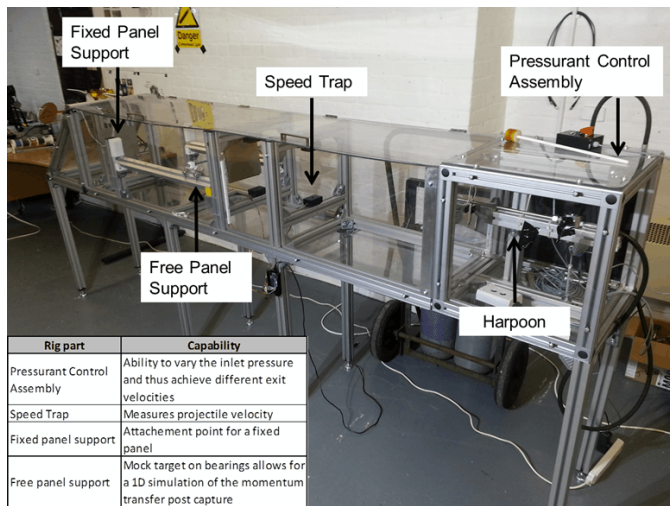 Fixed Panel
Support
Danger
Speed Trap
Pressurant Control
Assembly
Free Panel
Support
Harpoon
Rig part Capability
Pressurant Control
Assembly
Ability to vary the inlet pressure
and thus achieve different exit
velocities
Speed Trap Measures projectile velocity
Fixed panel support
Attachement point for a fixed
panel
Free panel support
Mock target on bearings allows for
a 1D simulation of the momentum
transfer post capture